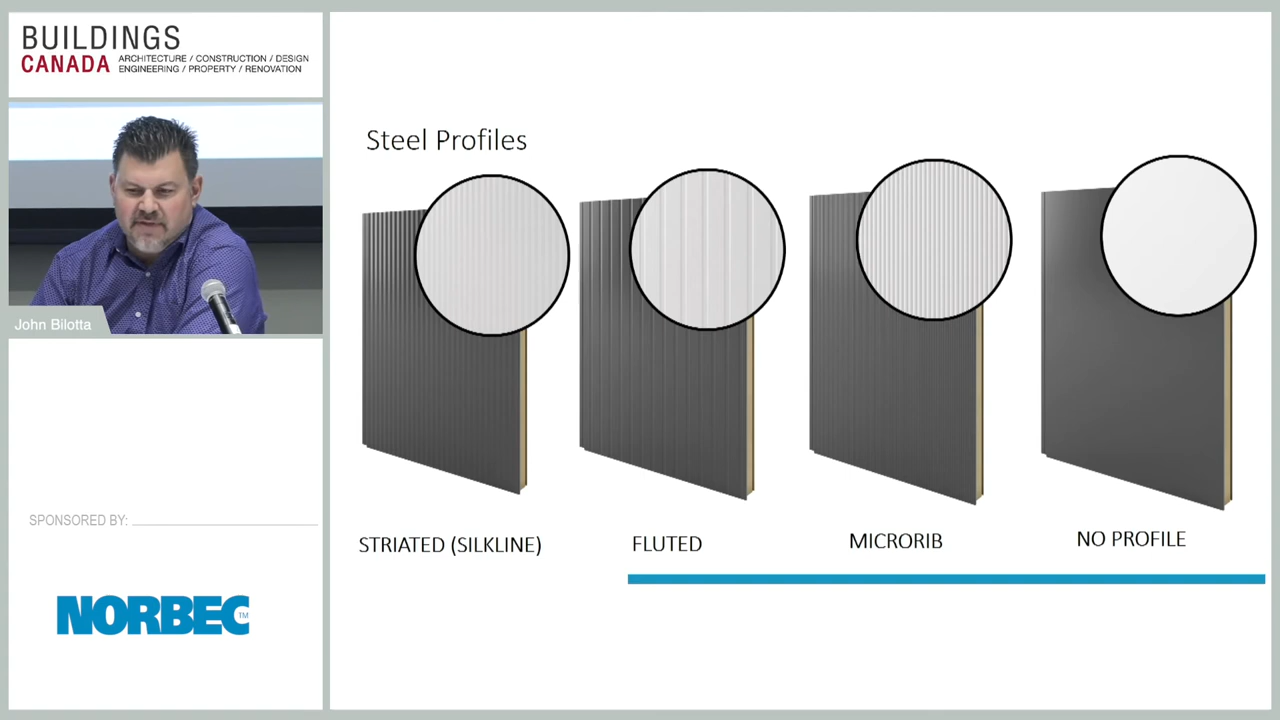 BUILDINGS
CANADA
ARCHITECTURE / CONSTRUCTION / DESIGN
ENGINEERING / PROPERTY / RENOVATION
John Bilotta
SPONSORED BY:
NORBEC™
Steel Profiles
STRIATED (SILKLINE)
FLUTED
MICRORIB
NO PROFILE